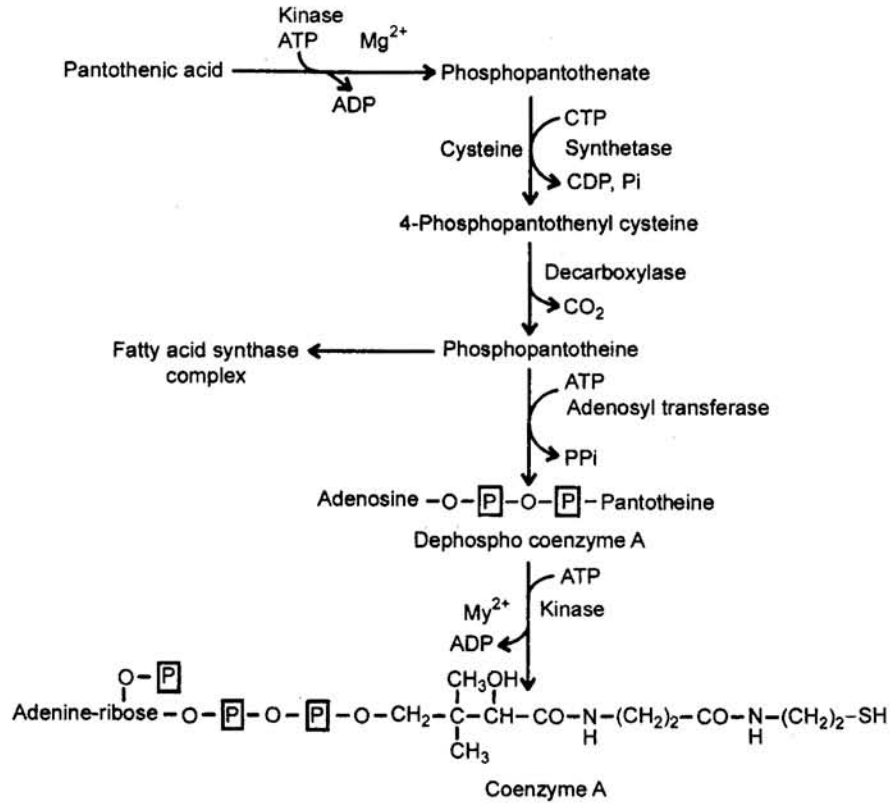 Kinase
ATP Mg2+
Pantothenic acid Phosphopantothenate
ADP
CTP
Cysteine Synthetase
CDP, Pi
4-Phosphopantothenyl cysteine
Decarboxylase
CO2
Fatty acid synthase complex Phosphopantotheine
ATP
Adenosyl transferase
PPi
Adenosine –O–P–O–P–Pantotheine
Dephospho coenzyme A
ATP
My2+ Kinase
ADP
O–P CH3OH
Adenine-ribose–O–P–O–P–O–CH2–C–CH–CO–N–(CH2)2–CO–N–(CH2)2–SH
H H
CH3
Coenzyme A